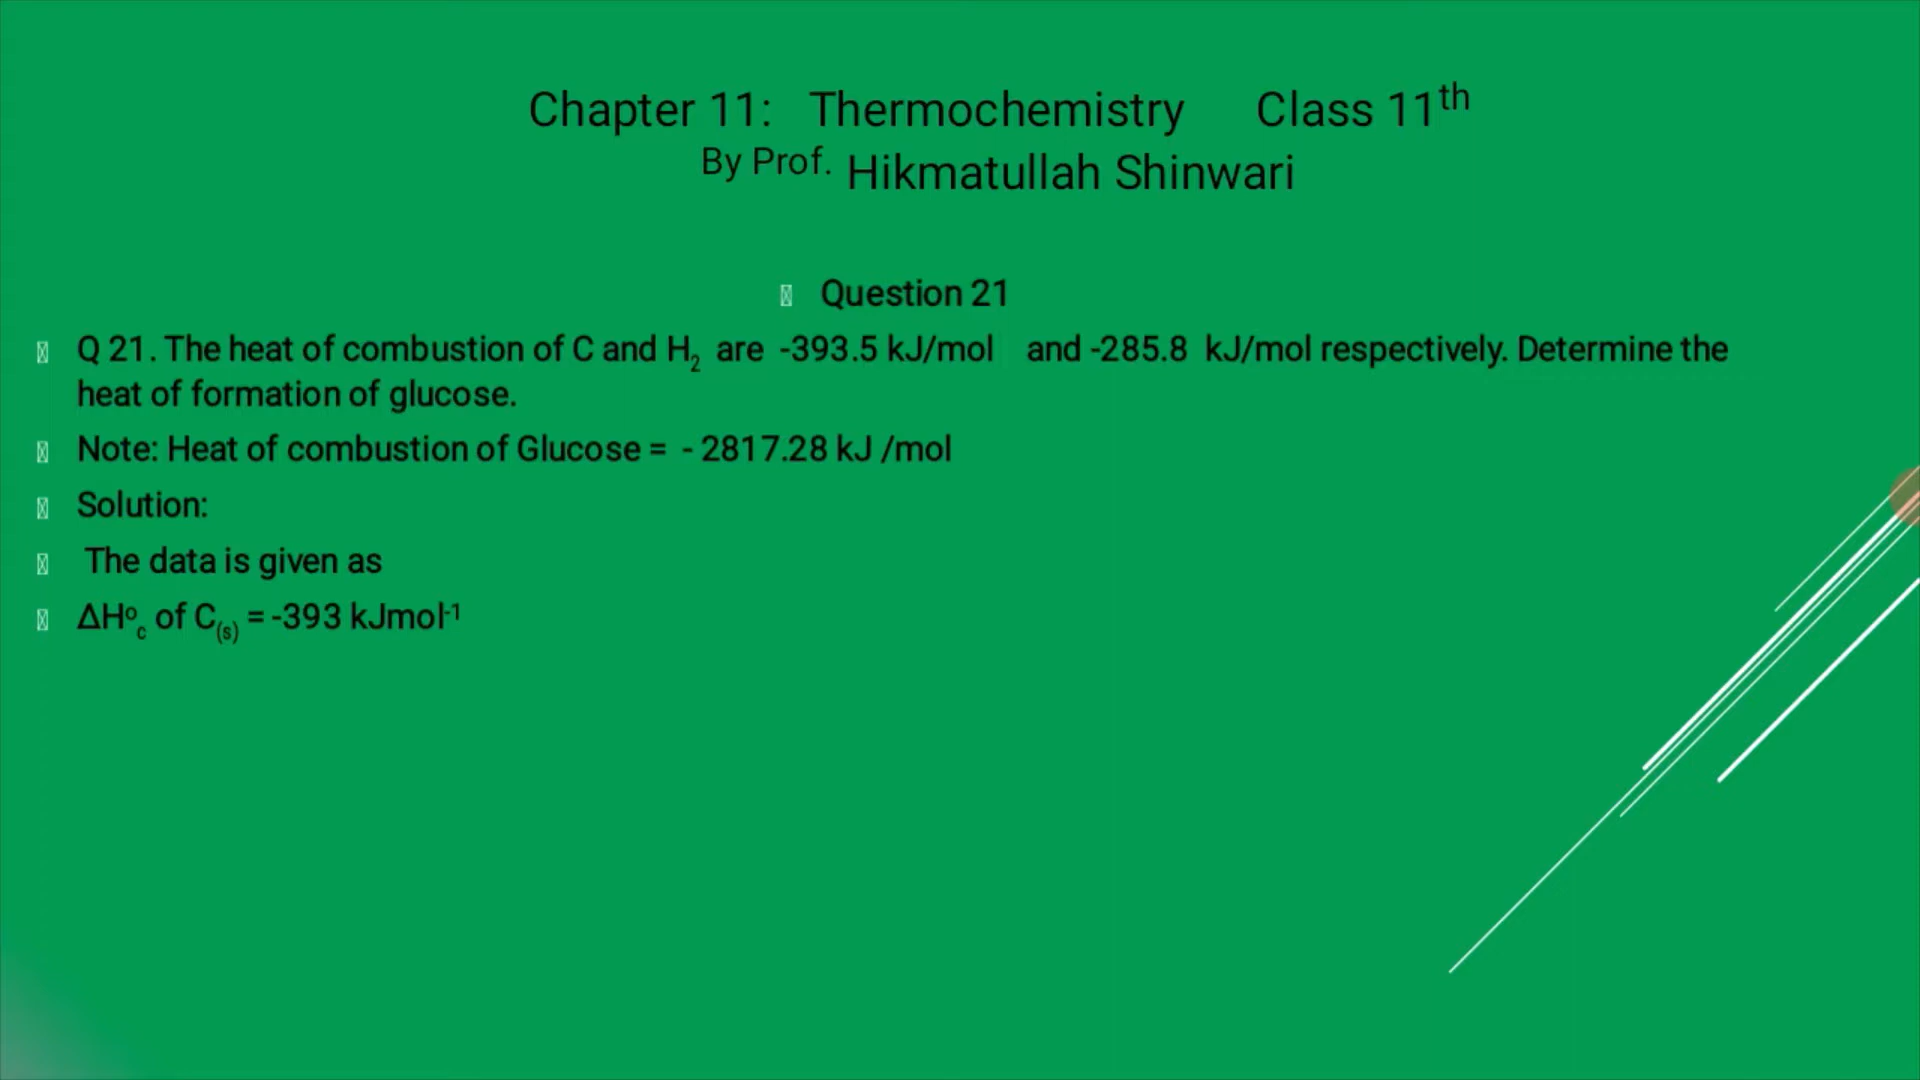 Chapter 11: Thermochemistry Class 11th
By Prof. Hikmatullah Shinwari
Question 21
Q 21. The heat of combustion of C and H2 are -393.5 kJ/mol and -285.8 kJ/mol respectively. Determine the
heat of formation of glucose.
Note: Heat of combustion of Glucose = - 2817.28 kJ /mol
Solution:
The data is given as
ΔHoc of C(s) = -393 kJmol-1